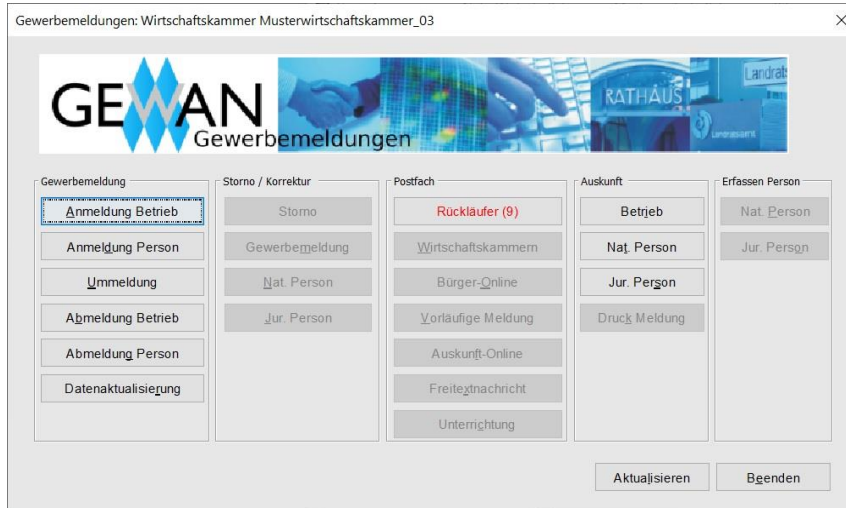 Gewerbemeldungen: Wirtschaftskammer Musterwirtschaftskammer_03
GEWAN
Gewerbemeldungen
RATHAUS
Landrats
Gewerbemeldung
Anmeldung Betrieb
Anmeldung Person
Ummeldung
Abmeldung Betrieb
Abmeldung Person
Datenaktualisierung
Storno / Korrektur
Storno
Gewerbemeldung
Nat. Person
Jur. Person
Postfach
Rückläufer (9)
Wirtschaftskammern
Bürger-Online
Vorläufige Meldung
Auskunft-Online
Freitextnachricht
Unterrichtung
Auskunft
Betrieb
Nat. Person
Jur. Person
Druck Meldung
Erfassen Person
Nat. Person
Jur. Person
Aktualisieren
Beenden